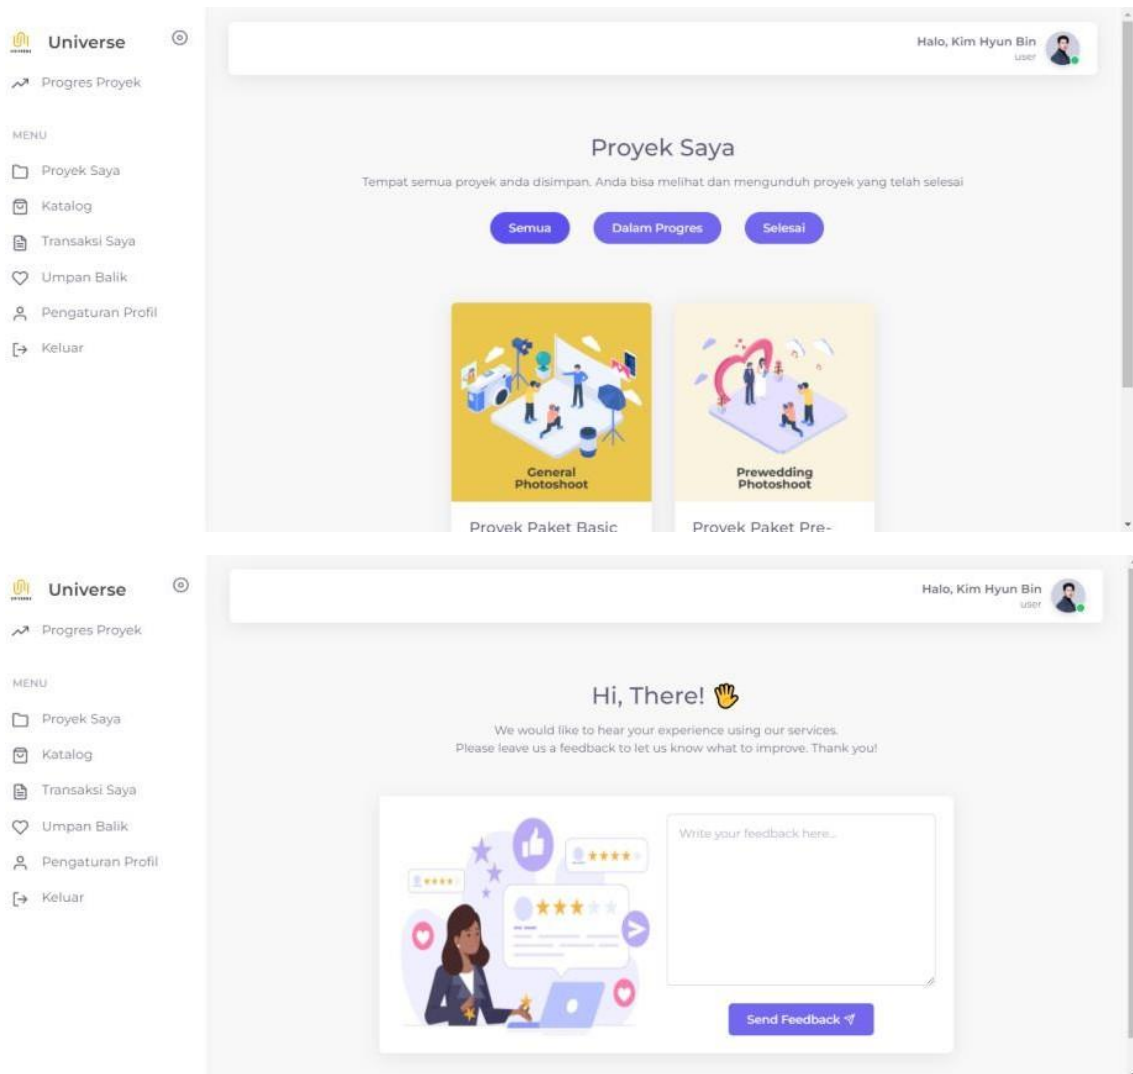 Universe
Progres Proyek
MENU
Proyek Saya
Katalog
Transaksi Saya
Umpan Balik
Pengaturan Profil
Keluar
Halo, Kim Hyun Bin
user
Proyek Saya
Tempat semua proyek anda disimpan. Anda bisa melihat dan mengunduh proyek yang telah selesai
Semua
Dalam Progres
Selesai
General
Photoshoot
Prewedding
Photoshoot
Proyek Paket Basic
Proyek Paket Pre-
Universe
Progres Proyek
MENU
Proyek Saya
Katalog
Transaksi Saya
Umpan Balik
Pengaturan Profil
Keluar
Halo, Kim Hyun Bin
user
Hi, There! 👋
We would like to hear your experience using our services.
Please leave us a feedback to let us know what to improve. Thank you!
Write your feedback here...
Send Feedback